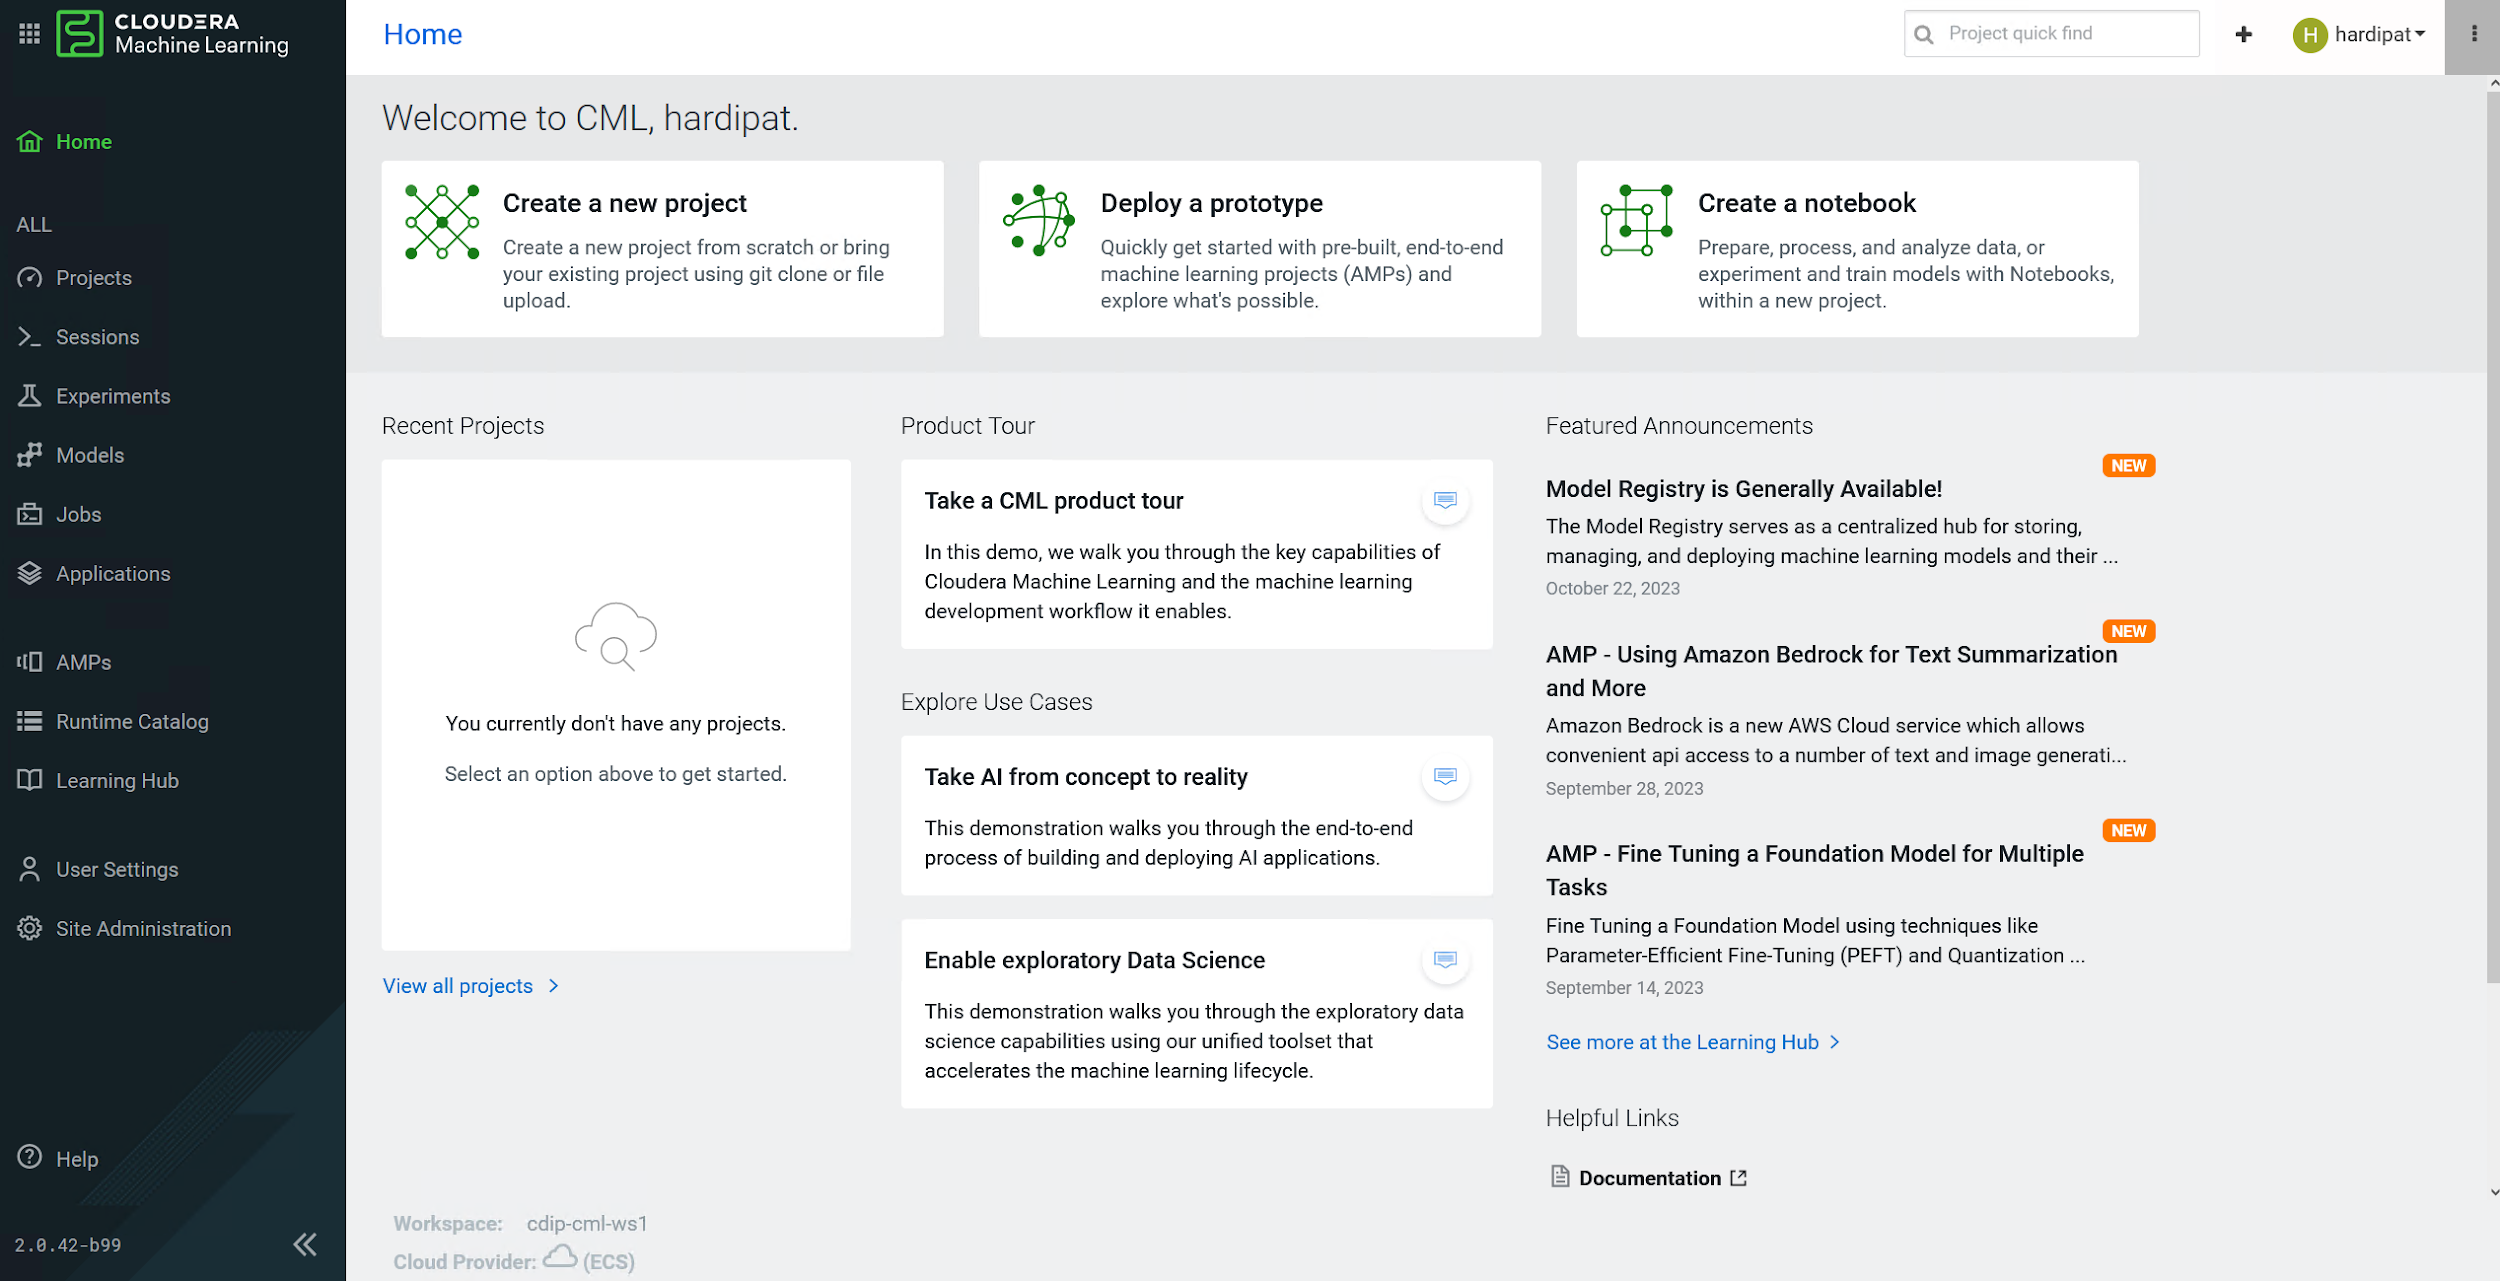 CLOUDERA
Machine Learning
Home
ALL
Projects
Sessions
Experiments
Models
Jobs
Applications
AMPs
Runtime Catalog
Learning Hub
User Settings
Site Administration
Help
2.0.42-b99
Home
Project quick find
H hardipat
Welcome to CML, hardipat.
Create a new project
Create a new project from scratch or bring
your existing project using git clone or file
upload.
Deploy a prototype
Quickly get started with pre-built, end-to-end
machine learning projects (AMPs) and
explore what's possible.
Create a notebook
Prepare, process, and analyze data, or
experiment and train models with Notebooks,
within a new project.
Recent Projects
You currently don't have any projects.
Select an option above to get started.
View all projects
Product Tour
Take a CML product tour
In this demo, we walk you through the key capabilities of
Cloudera Machine Learning and the machine learning
development workflow it enables.
Explore Use Cases
Take AI from concept to reality
This demonstration walks you through the end-to-end
process of building and deploying AI applications.
Enable exploratory Data Science
This demonstration walks you through the exploratory data
science capabilities using our unified toolset that
accelerates the machine learning lifecycle.
Featured Announcements
NEW
Model Registry is Generally Available!
The Model Registry serves as a centralized hub for storing,
managing, and deploying machine learning models and their ...
October 22, 2023
NEW
AMP - Using Amazon Bedrock for Text Summarization
and More
Amazon Bedrock is a new AWS Cloud service which allows
convenient api access to a number of text and image generati...
September 28, 2023
NEW
AMP - Fine Tuning a Foundation Model for Multiple
Tasks
Fine Tuning a Foundation Model using techniques like
Parameter-Efficient Fine-Tuning (PEFT) and Quantization ...
September 14, 2023
See more at the Learning Hub
Helpful Links
Documentation
Workspace: cdip-cml-ws1
Cloud Provider: (ECS)